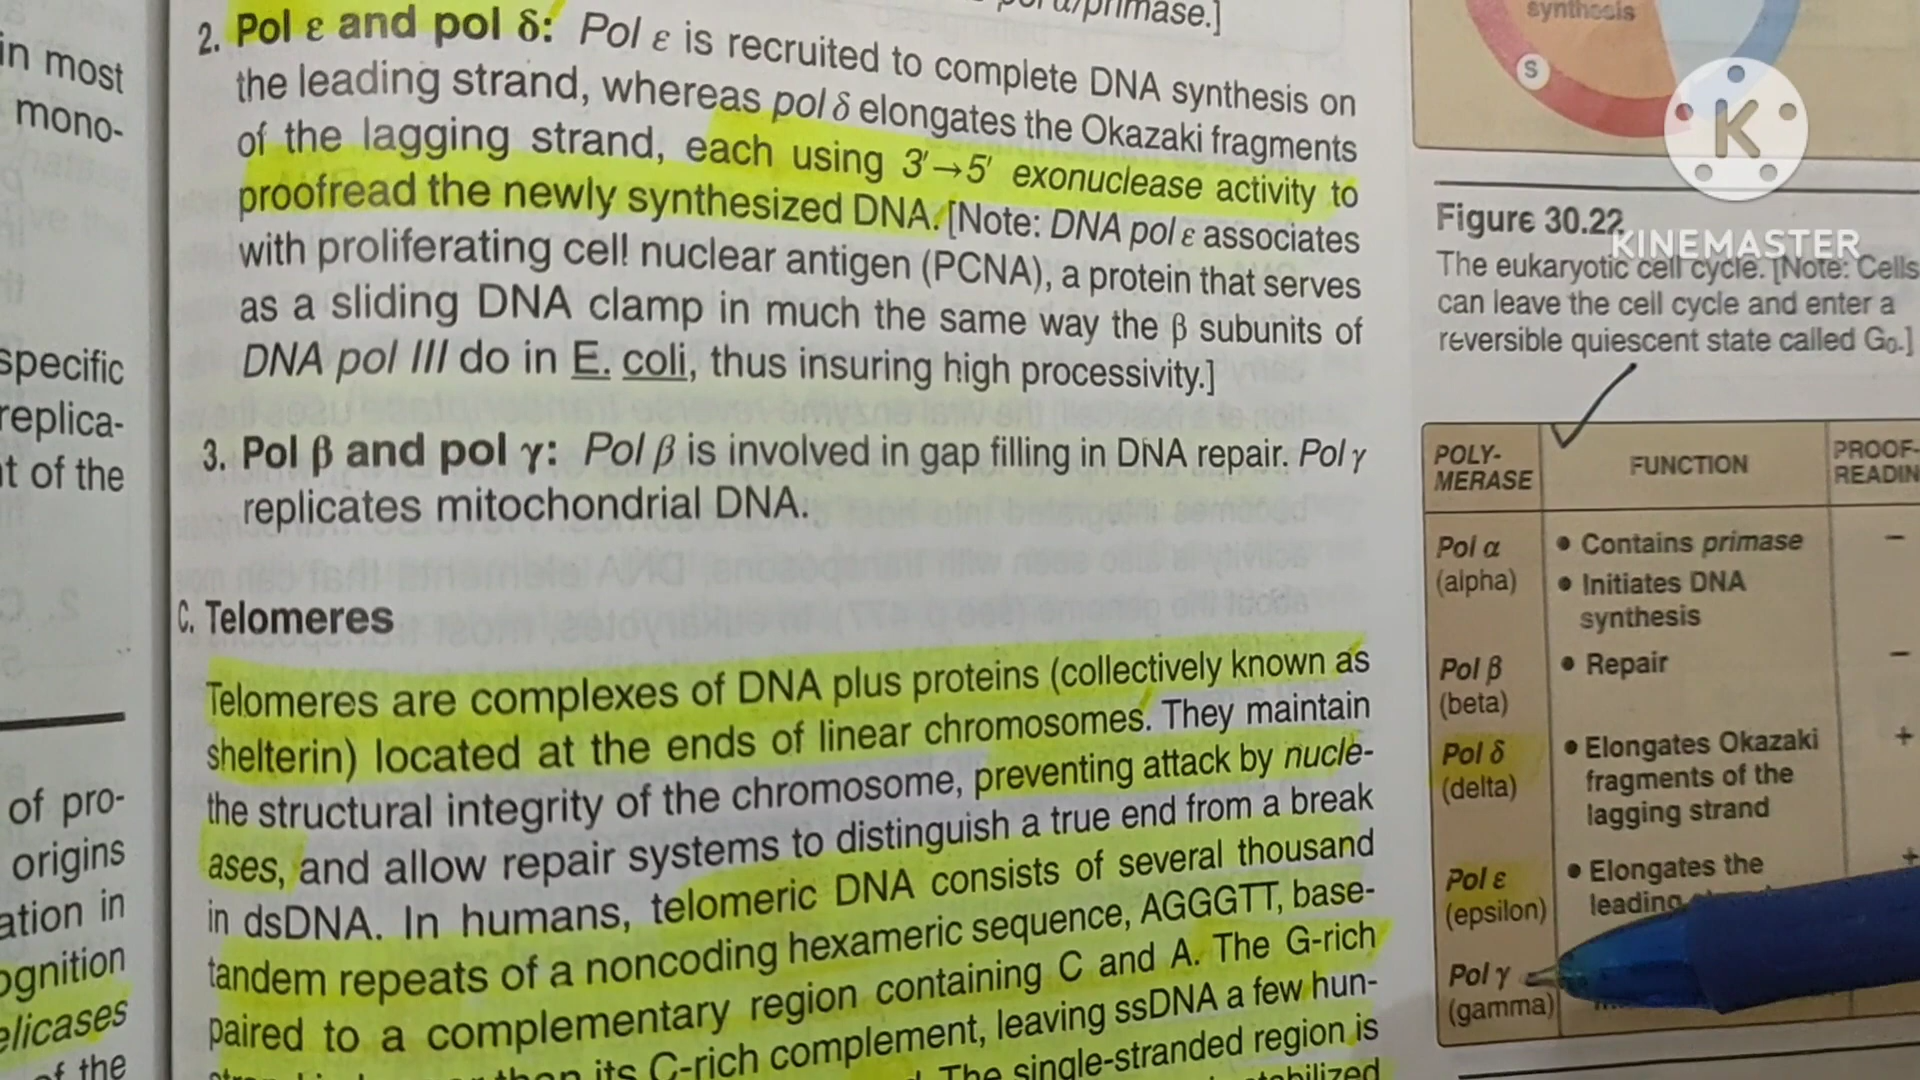 pol α/primase.]
2. Pol ε and pol δ: Pol ε is recruited to complete DNA synthesis on
the leading strand, whereas pol δ elongates the Okazaki fragments
of the lagging strand, each using 3′→5′ exonuclease activity to
proofread the newly synthesized DNA. [Note: DNA pol ε associates
with proliferating cell nuclear antigen (PCNA), a protein that serves
as a sliding DNA clamp in much the same way the β subunits of
DNA pol III do in E. coli, thus insuring high processivity.]
3. Pol β and pol γ: Pol β is involved in gap filling in DNA repair. Pol γ
replicates mitochondrial DNA.
C. Telomeres
Telomeres are complexes of DNA plus proteins (collectively known as
shelterin) located at the ends of linear chromosomes. They maintain
the structural integrity of the chromosome, preventing attack by nucle-
ases, and allow repair systems to distinguish a true end from a break
in dsDNA. In humans, telomeric DNA consists of several thousand
tandem repeats of a noncoding hexameric sequence, AGGGTT, base-
paired to a complementary region containing C and A. The G-rich
than its C-rich complement, leaving ssDNA a few hun-
The single-stranded region is
in most
mono-
specific
replica-
t of the
of pro-
origins
ation in
ognition
elicases
of the
synthesis
S
K
KINEMASTER
Figure 30.22
The eukaryotic cell cycle. [Note: Cells
can leave the cell cycle and enter a
reversible quiescent state called G0.]
POLY-
MERASE
FUNCTION
PROOF-
READIN
Pol α
(alpha)
• Contains primase
• Initiates DNA
synthesis
–
Pol β
(beta)
• Repair
–
Pol δ
(delta)
• Elongates Okazaki
fragments of the
lagging strand
+
Pol ε
(epsilon)
• Elongates the
leading
+
Pol γ
(gamma)